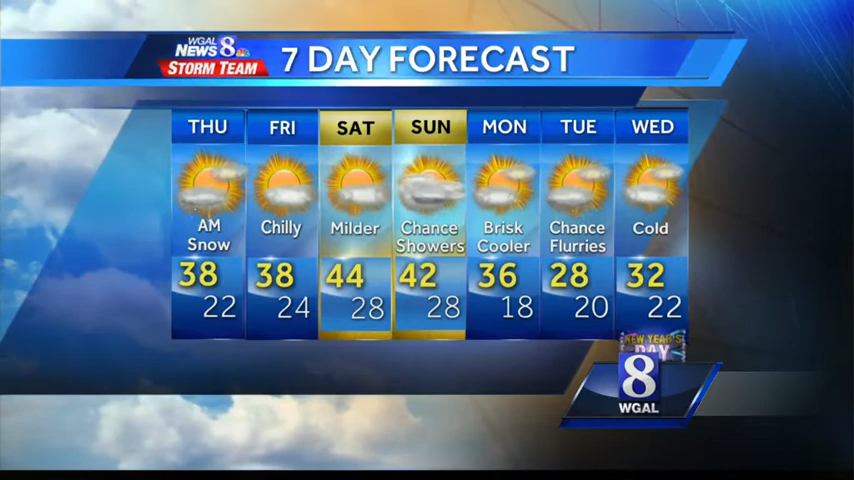 WGAL
NEWS 8
STORM TEAM
7 DAY FORECAST
THU FRI SAT SUN MON TUE WED
AM Snow Chilly Milder Chance Showers Brisk Cooler Chance Flurries Cold
38 38 44 42 36 28 32
22 24 28 28 18 20 22
NEW YEAR'S
DAY
8
WGAL